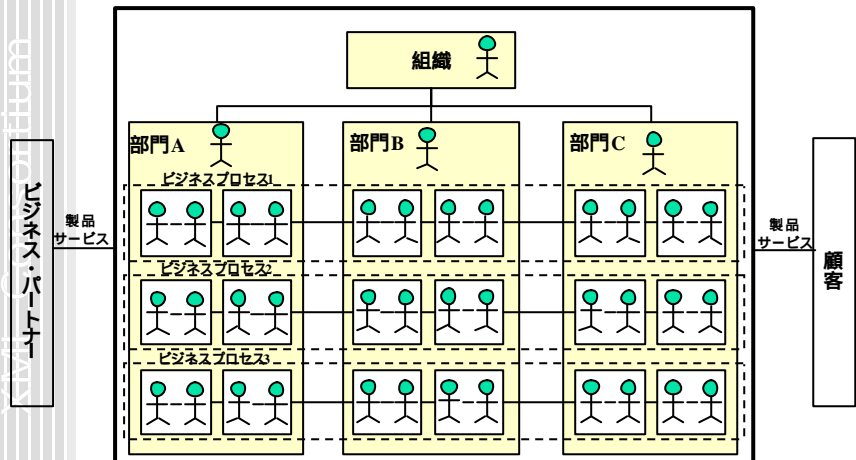 組織
部門A
部門B
部門C
ビジネスプロセス1
ビジネスプロセス2
ビジネスプロセス3
ビジネス・パートナー
製品
サービス
製品
サービス
顧客
XML Consortium